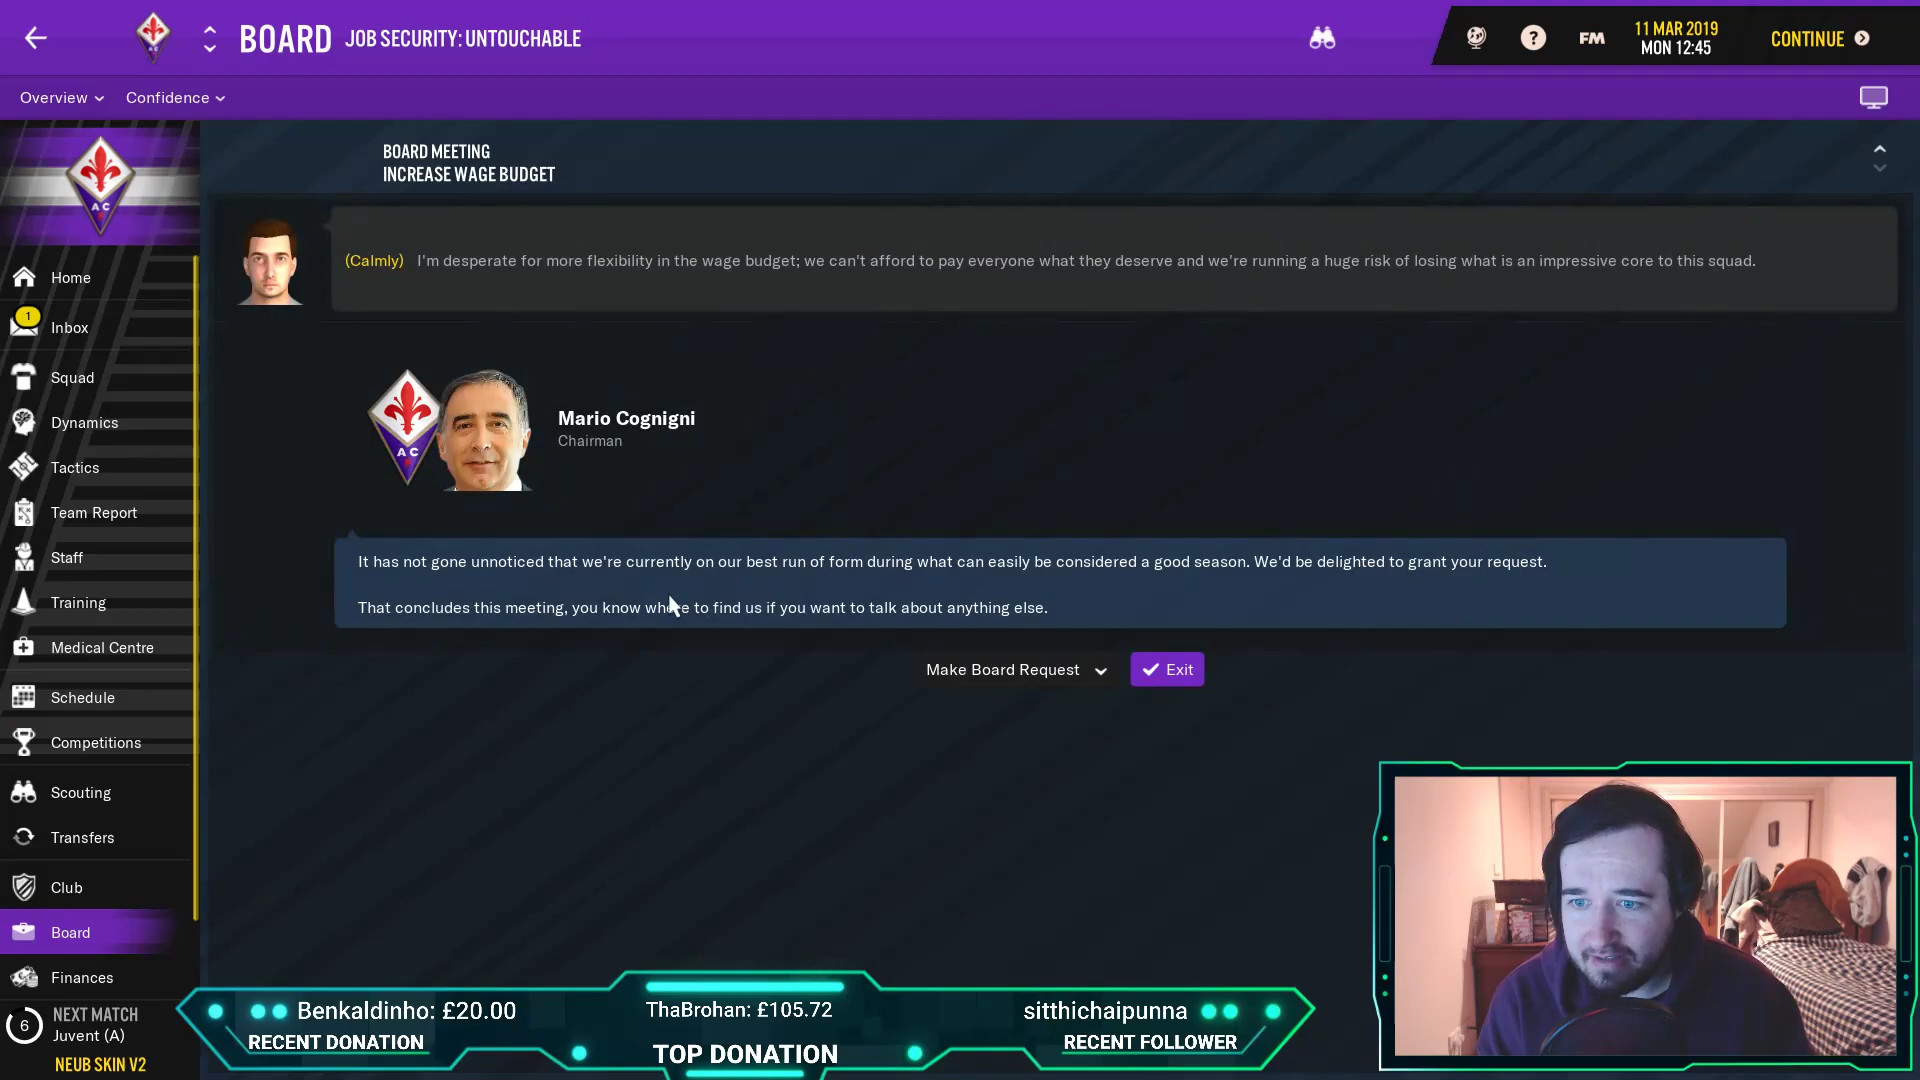 BOARD JOB SECURITY: UNTOUCHABLE
FM
11 MAR 2019
MON 12:45
CONTINUE
Overview
Confidence
BOARD MEETING
INCREASE WAGE BUDGET
(Calmly) I'm desperate for more flexibility in the wage budget; we can't afford to pay everyone what they deserve and we're running a huge risk of losing what is an impressive core to this squad.
Mario Cognigni
Chairman
It has not gone unnoticed that we're currently on our best run of form during what can easily be considered a good season. We'd be delighted to grant your request.
That concludes this meeting, you know where to find us if you want to talk about anything else.
Make Board Request
Exit
AC
AC
AC
Home
1
Inbox
Squad
Dynamics
Tactics
Team Report
Staff
Training
Medical Centre
Schedule
Competitions
Scouting
Transfers
Club
Board
Finances
6
NEXT MATCH
Juvent (A)
NEUB SKIN V2
Benkaldinho: £20.00
RECENT DONATION
ThaBrohan: £105.72
TOP DONATION
sitthichaipunna
RECENT FOLLOWER